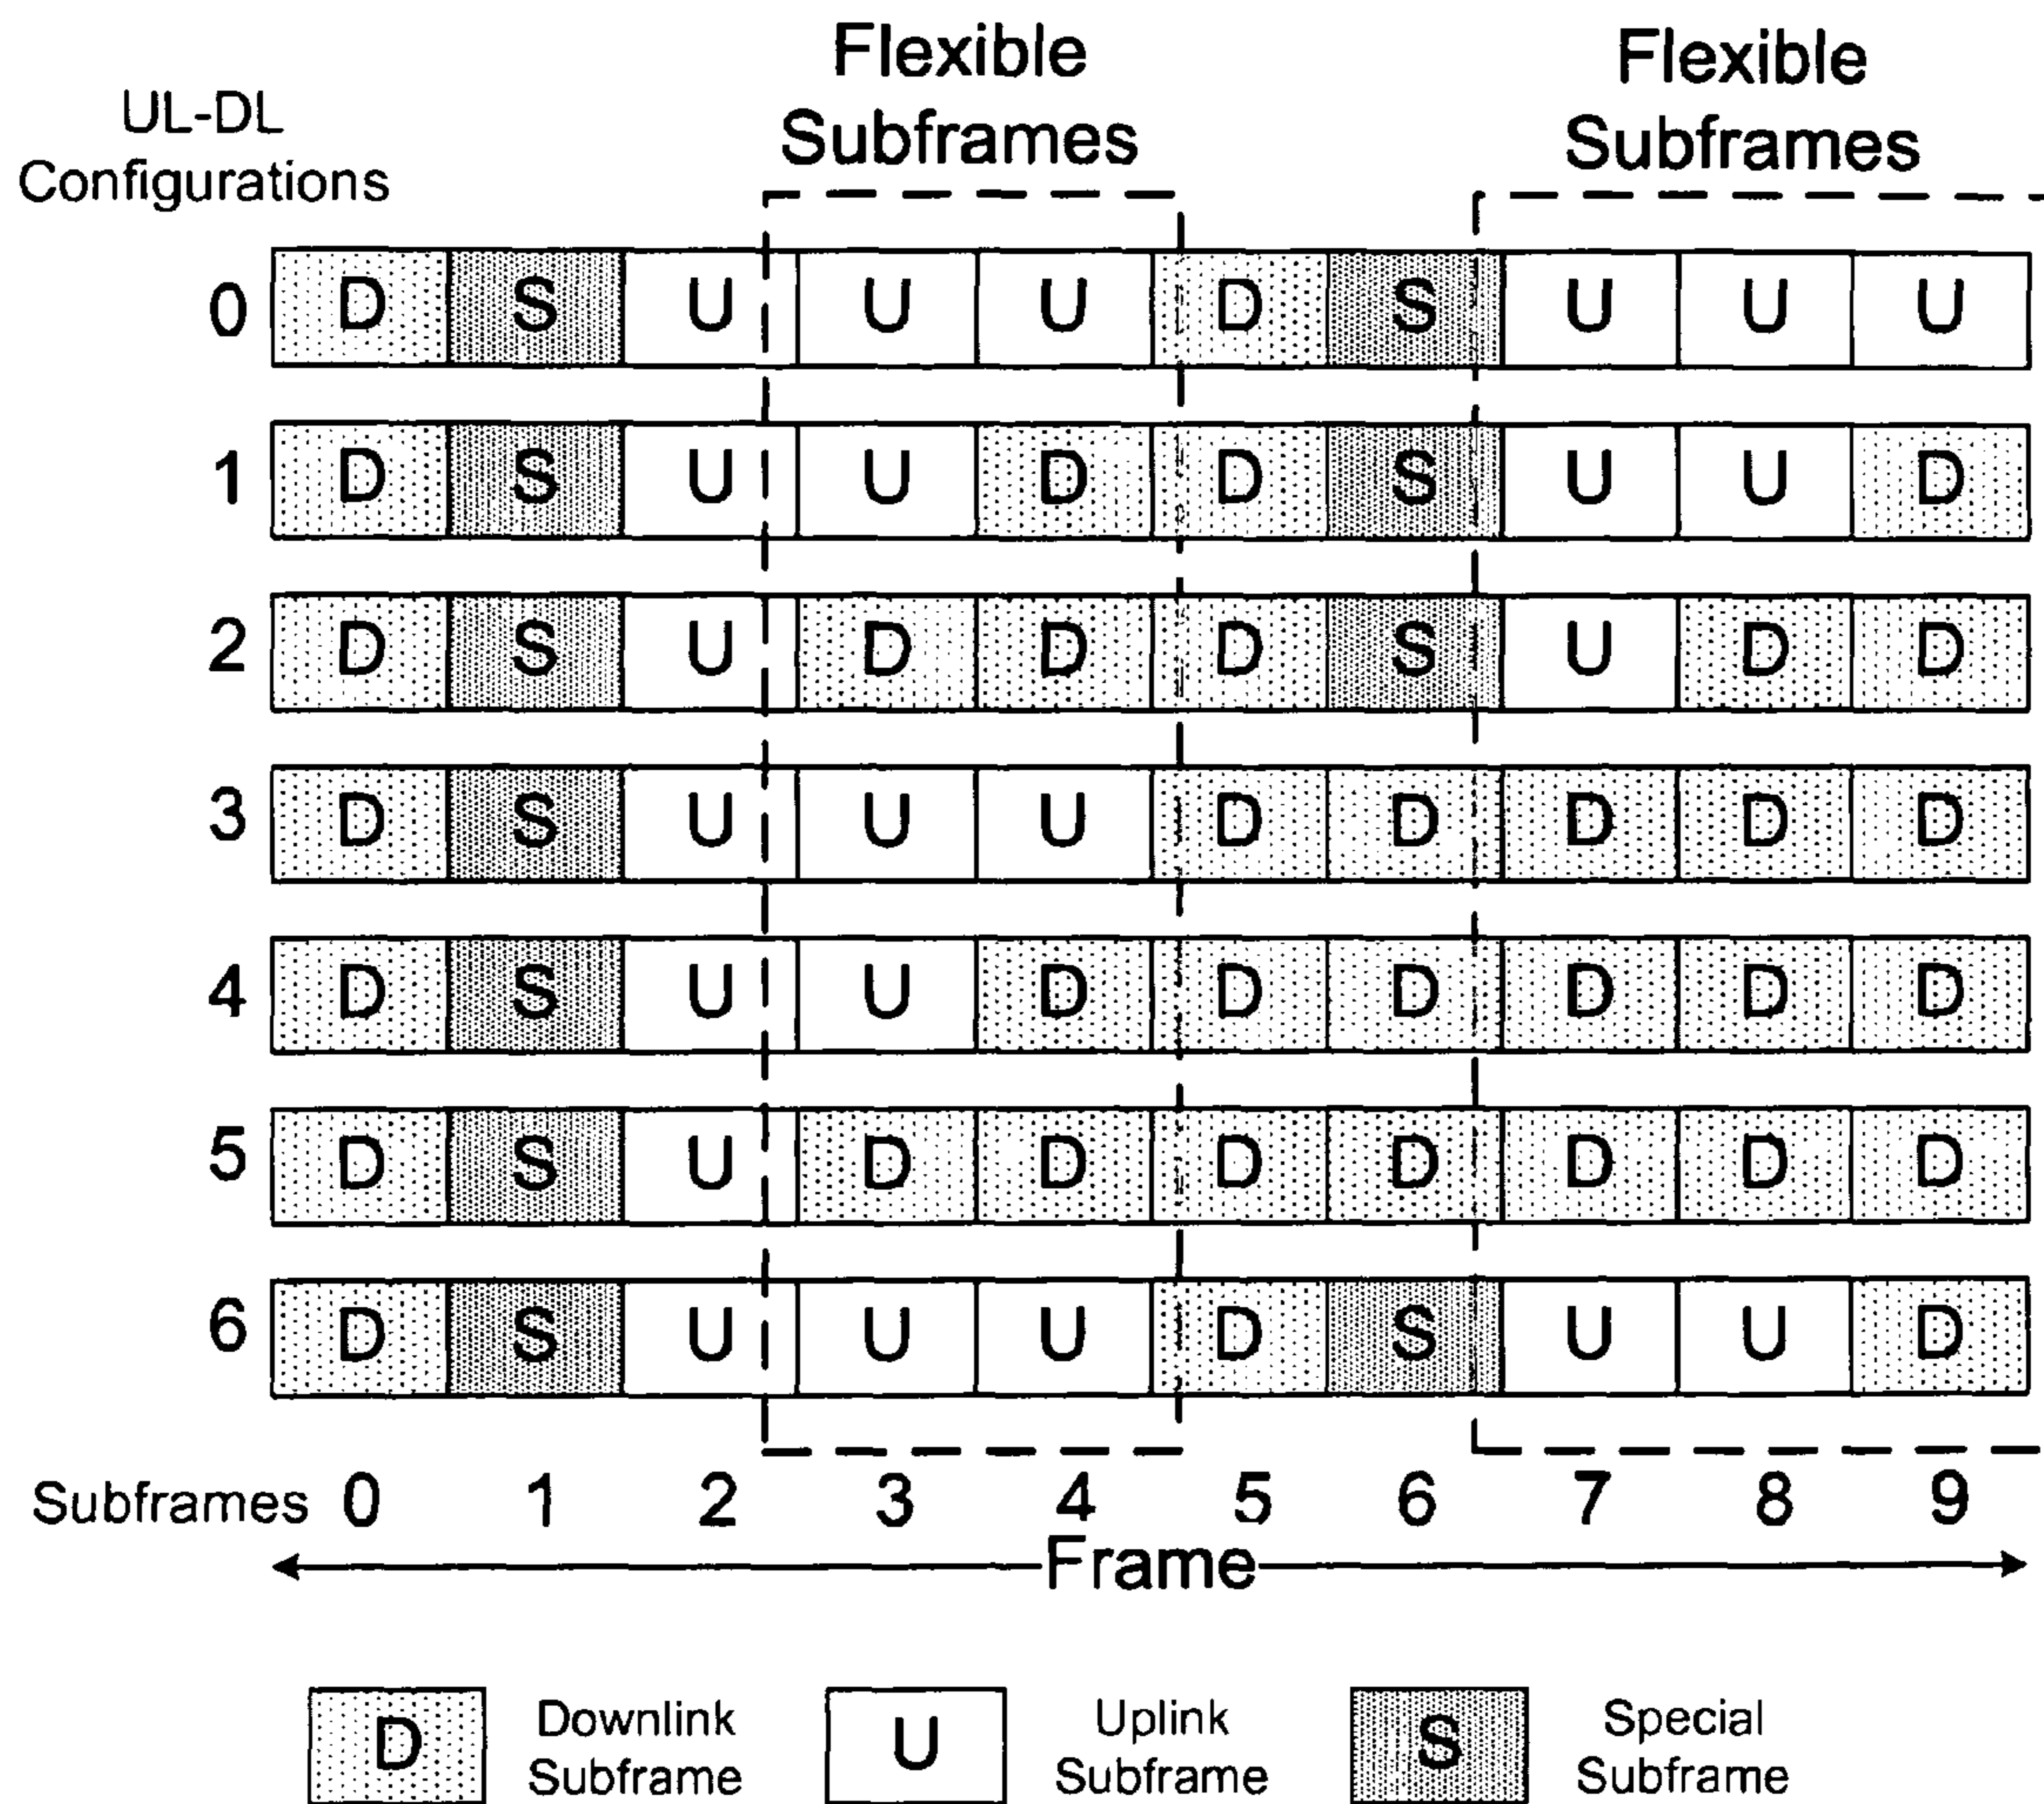 Flexible Subframes
Flexible Subframes
UL-DL Configurations
0 D S U U U D S U U U
1 D S U U D D S U U D
2 D S U D D D S U D D
3 D S U U U D D D D D
4 D S U U D D D D D D
5 D S U D D D D D D D
6 D S U U U D S U U D
Subframes 0 1 2 3 4 5 6 7 8 9
Frame
D Downlink Subframe
U Uplink Subframe
S Special Subframe